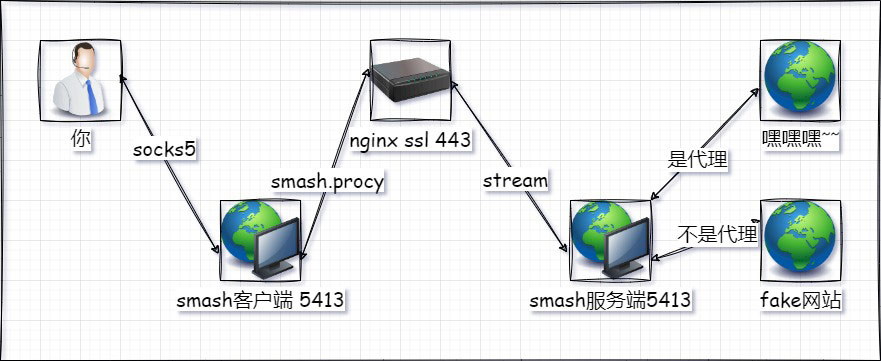 你
socks5
smash客户端 5413
smash.procy
nginx ssl 443
stream
smash服务端5413
是代理
嘿嘿嘿~~
不是代理
fake网站